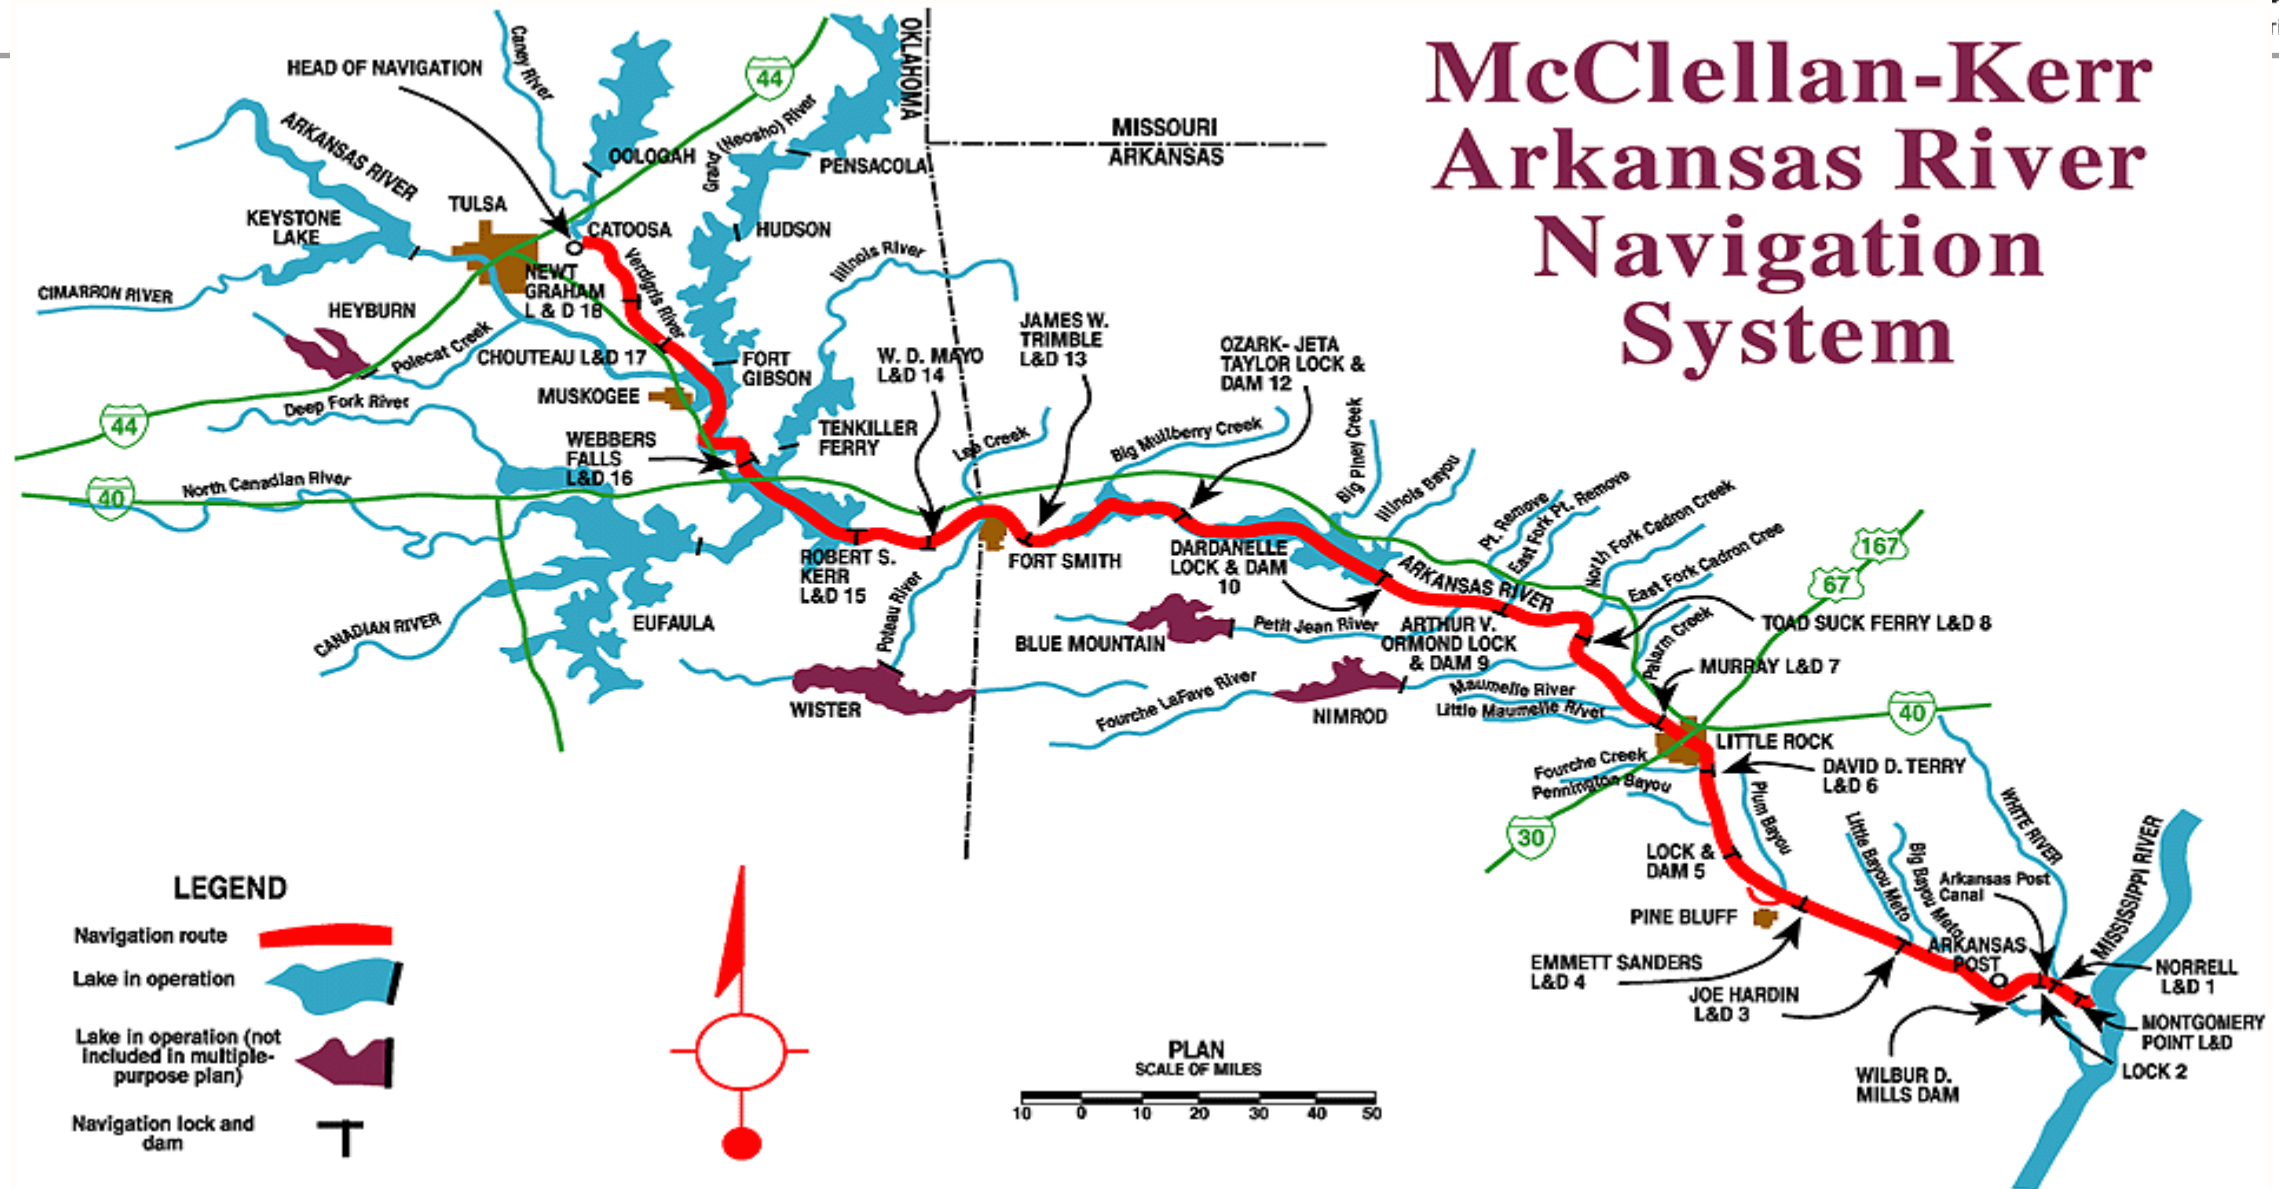 McClellan-Kerr
Arkansas River
Navigation
System
HEAD OF NAVIGATION
Caney River
44
OKLAHOMA
MISSOURI
ARKANSAS
ARKANSAS RIVER
OOLOGAH
Grand (Neosho) River
PENSACOLA
TULSA
KEYSTONE
LAKE
CATOOSA
HUDSON
Verdigris River
Illinois River
CIMARRON RIVER
NEWT
GRAHAM
L & D 18
HEYBURN
Polecat Creek
CHOUTEAU L&D 17
FORT
GIBSON
MUSKOGEE
W. D. MAYO
L&D 14
JAMES W.
TRIMBLE
L&D 13
OZARK- JETA
TAYLOR LOCK &
DAM 12
44
Deep Fork River
WEBBERS
FALLS
L&D 16
TENKILLER
FERRY
Lee Creek
Big Mullberry Creek
Big Piney Creek
Illinois Bayou
40
North Canadian River
Pt. Remove
East Fork Pt. Remove
North Fork Cadron Creek
East Fork Cadron Cree
167
67
ROBERT S.
KERR
L&D 15
FORT SMITH
DARDANELLE
LOCK & DAM
10
ARKANSAS RIVER
CANADIAN RIVER
EUFAULA
Poteau River
BLUE MOUNTAIN
Petit Jean River
ARTHUR V.
ORMOND LOCK
& DAM 9
TOAD SUCK FERRY L&D 8
Palarm Creek
MURRAY L&D 7
WISTER
Fourche LaFave River
NIMROD
Maumelle River
Little Maumelle River
40
LITTLE ROCK
Fourche Creek
Pennington Bayou
DAVID D. TERRY
L&D 6
30
Plum Bayou
LOCK &
DAM 5
Little Bayou Meto
Big Bayou Meto
WHITE RIVER
MISSISSIPPI RIVER
Arkansas Post
Canal
PINE BLUFF
ARKANSAS
POST
EMMETT SANDERS
L&D 4
JOE HARDIN
L&D 3
NORRELL
L&D 1
MONTGOMERY
POINT L&D
LOCK 2
WILBUR D.
MILLS DAM
LEGEND
Navigation route
Lake in operation
Lake in operation (not
included in multiple-
purpose plan)
Navigation lock and
dam
PLAN
SCALE OF MILES
10 0 10 20 30 40 50